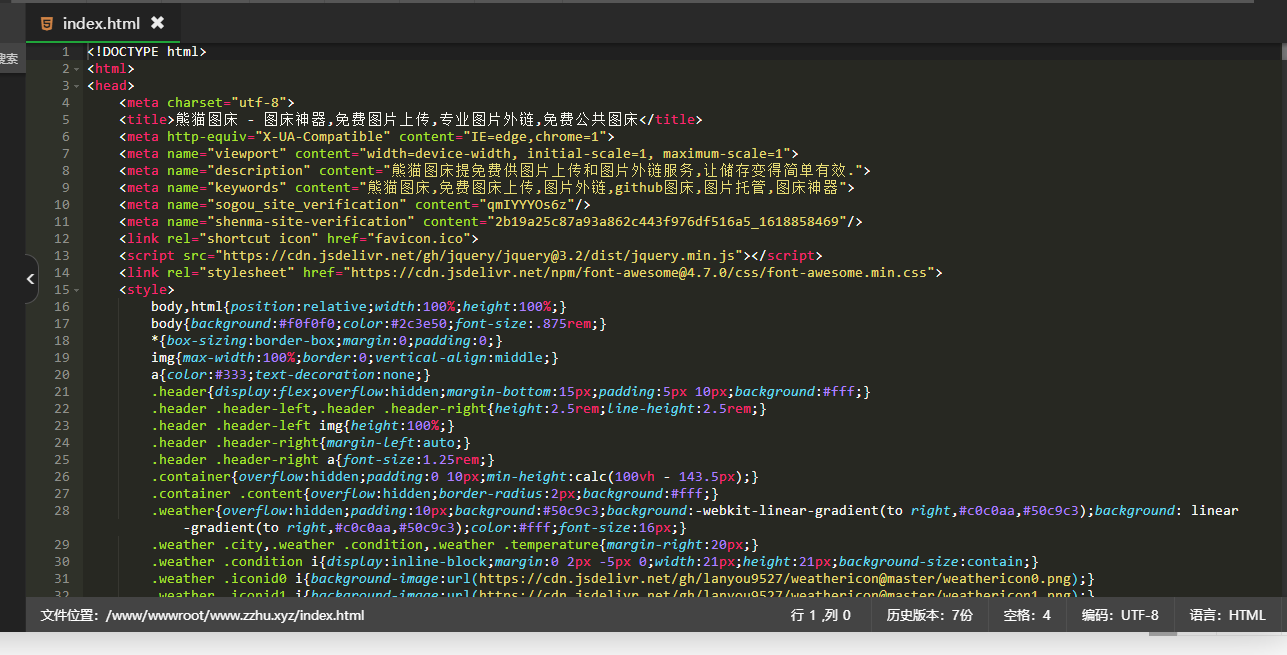 index.html ✖
搜索
1 <!DOCTYPE html>
2 <html>
3 <head>
4 <meta charset="utf-8">
5 <title>熊猫图床 - 图床神器,免费图片上传,专业图片外链,免费公共图床</title>
6 <meta http-equiv="X-UA-Compatible" content="IE=edge,chrome=1">
7 <meta name="viewport" content="width=device-width, initial-scale=1, maximum-scale=1">
8 <meta name="description" content="熊猫图床提免费供图片上传和图片外链服务,让储存变得简单有效.">
9 <meta name="keywords" content="熊猫图床,免费图床上传,图片外链,github图床,图片托管,图床神器">
10 <meta name="sogou_site_verification" content="qmIYYYOs6z"/>
11 <meta name="shenma-site-verification" content="2b19a25c87a93a862c443f976df516a5_1618858469"/>
12 <link rel="shortcut icon" href="favicon.ico">
13 <script src="https://cdn.jsdelivr.net/gh/jquery/jquery@3.2/dist/jquery.min.js"></script>
14 <link rel="stylesheet" href="https://cdn.jsdelivr.net/npm/font-awesome@4.7.0/css/font-awesome.min.css">
15 <style>
16 body,html{position:relative;width:100%;height:100%;}
17 body{background:#f0f0f0;color:#2c3e50;font-size:.875rem;}
18 *{box-sizing:border-box;margin:0;padding:0;}
19 img{max-width:100%;border:0;vertical-align:middle;}
20 a{color:#333;text-decoration:none;}
21 .header{display:flex;overflow:hidden;margin-bottom:15px;padding:5px 10px;background:#fff;}
22 .header .header-left,.header .header-right{height:2.5rem;line-height:2.5rem;}
23 .header .header-left img{height:100%;}
24 .header .header-right{margin-left:auto;}
25 .header .header-right a{font-size:1.25rem;}
26 .container{overflow:hidden;padding:0 10px;min-height:calc(100vh - 143.5px);}
27 .container .content{overflow:hidden;border-radius:2px;background:#fff;}
28 .weather{overflow:hidden;padding:10px;background:#50c9c3;background:-webkit-linear-gradient(to right,#c0c0aa,#50c9c3);background: linear
-gradient(to right,#c0c0aa,#50c9c3);color:#fff;font-size:16px;}
29 .weather .city,.weather .condition,.weather .temperature{margin-right:20px;}
30 .weather .condition i{display:inline-block;margin:0 2px -5px 0;width:21px;height:21px;background-size:contain;}
31 .weather .iconid0 i{background-image:url(https://cdn.jsdelivr.net/gh/lanyou9527/weathericon@master/weathericon0.png);}
32 .weather .iconid1 i{background-image:url(https://cdn.jsdelivr.net/gh/lanyou9527/weathericon@master/weathericon1.png);}
文件位置: /www/wwwroot/www.zzhu.xyz/index.html 行 1 ,列 0 历史版本: 7份 空格: 4 编码: UTF-8 语言: HTML